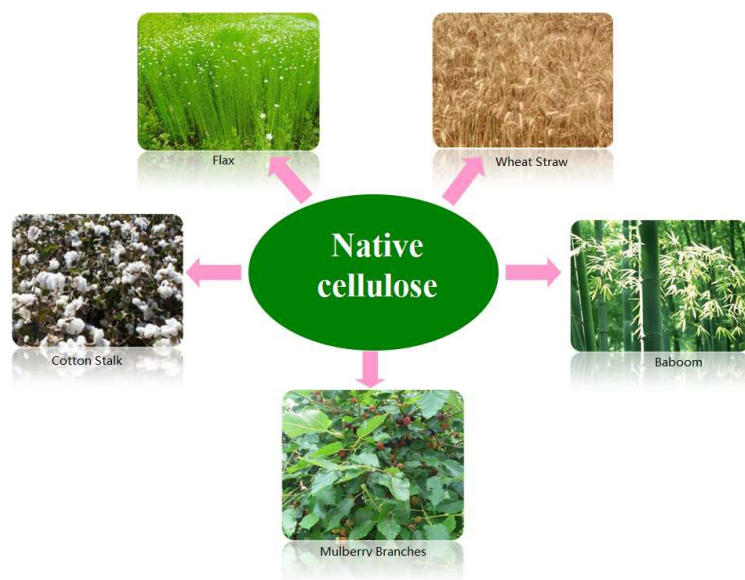 Flax
Wheat Straw
Native
cellulose
Cotton Stalk
Baboom
Mulberry Branches